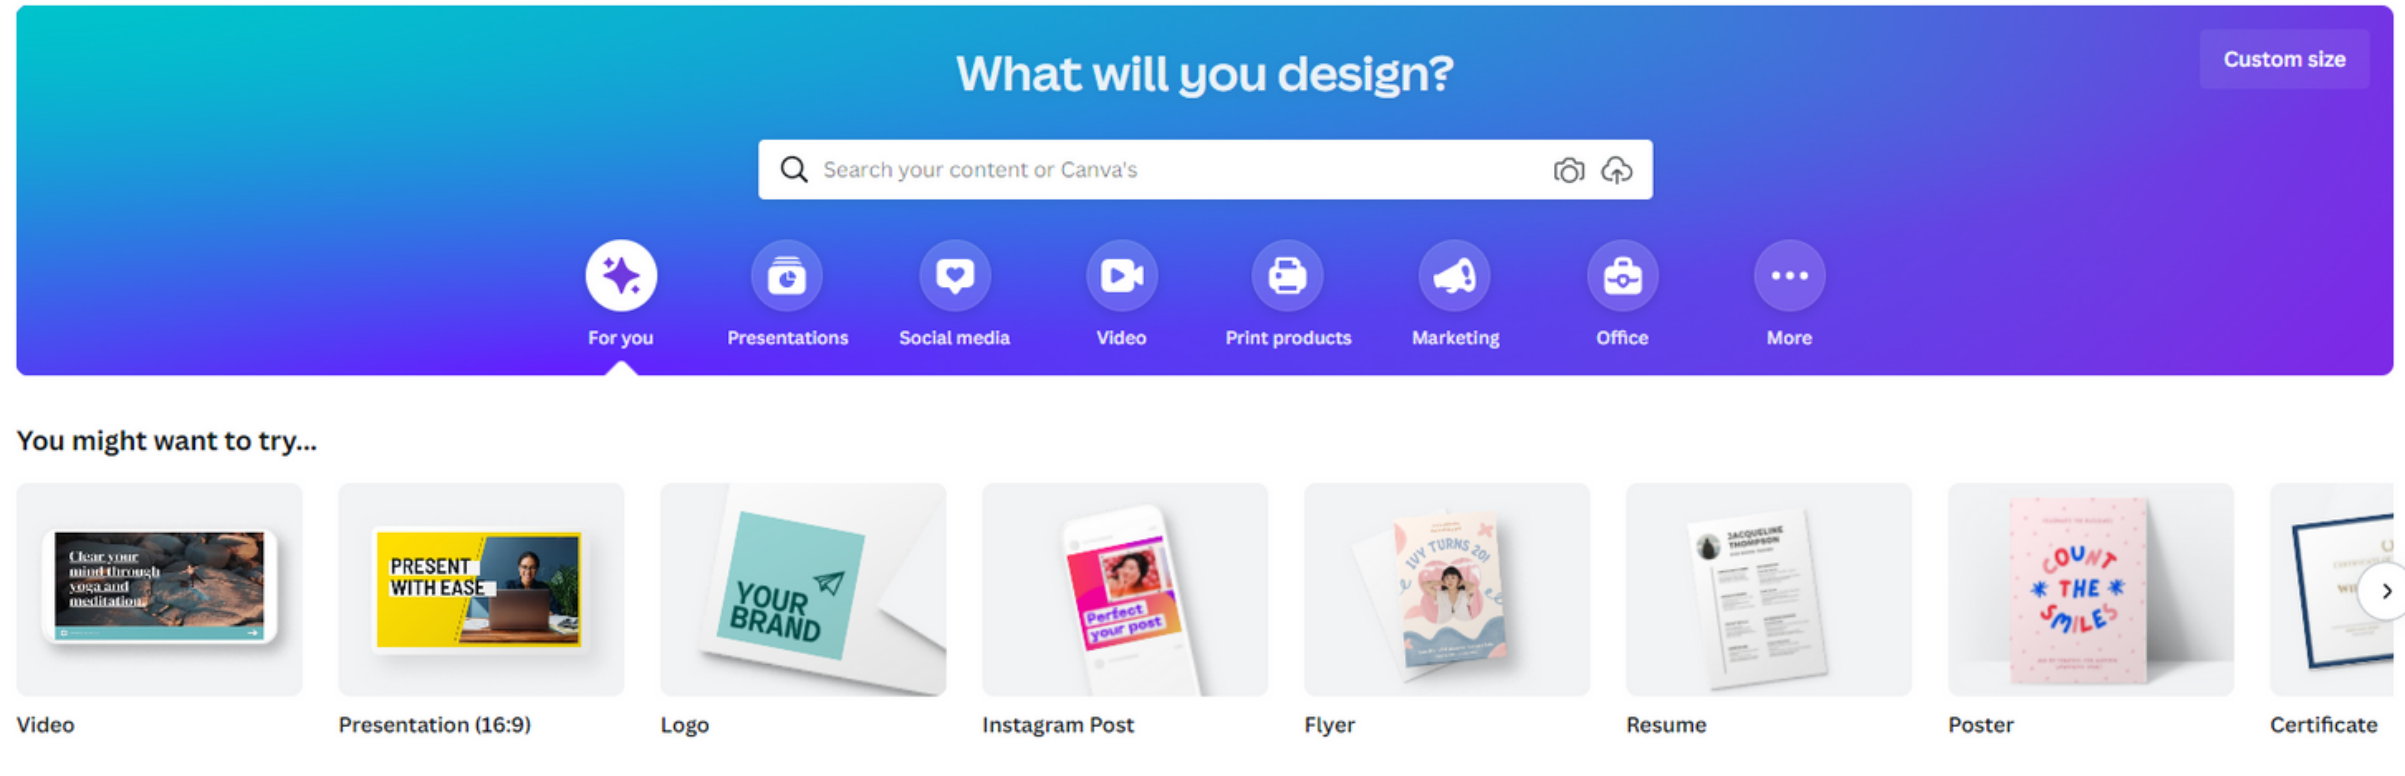 What will you design?
Custom size
Search your content or Canva's
For you
Presentations
Social media
Video
Print products
Marketing
Office
More
You might want to try...
Clear your
mind through
yoga and
meditation.
PRESENT
WITH EASE
YOUR
BRAND
Perfect
your post
IVY TURNS 20!
JACQUELINE
THOMPSON
COUNT
THE
SMILES
Video
Presentation (16:9)
Logo
Instagram Post
Flyer
Resume
Poster
Certificate